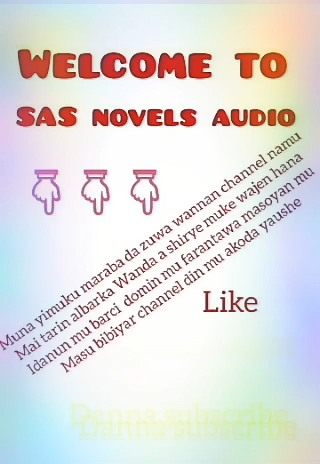 WELCOME TO
SAS NOVELS AUDIO
Muna yimuku maraba da zuwa wannan channel namu
Mai tarin albarka Wanda a shirye muke wajen hana
Idanun mu barci domin mu farantawa masoyan mu
Masu bibiyar channel din mu akoda yaushe
Like
Danna subscribe